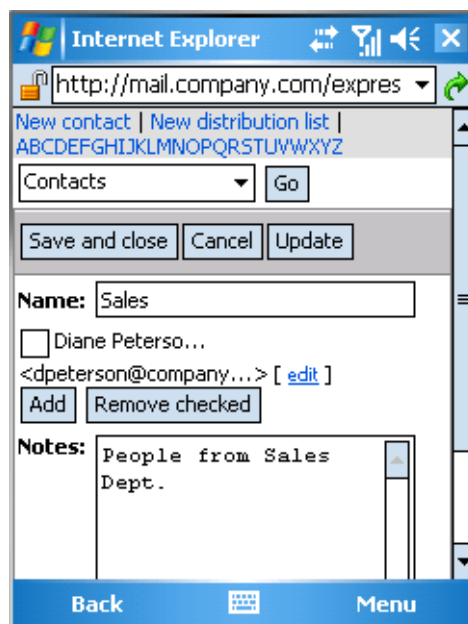 Internet Explorer
http://mail.company.com/expres
New contact | New distribution list |
ABCDEFGHIJKLMNOPQRSTUVWXYZ
Contacts Go
Save and close Cancel Update
Name: Sales
Diane Peterso...
<dpeterson@company...> [ edit ]
Add Remove checked
Notes: People from Sales
Dept.
Back Menu